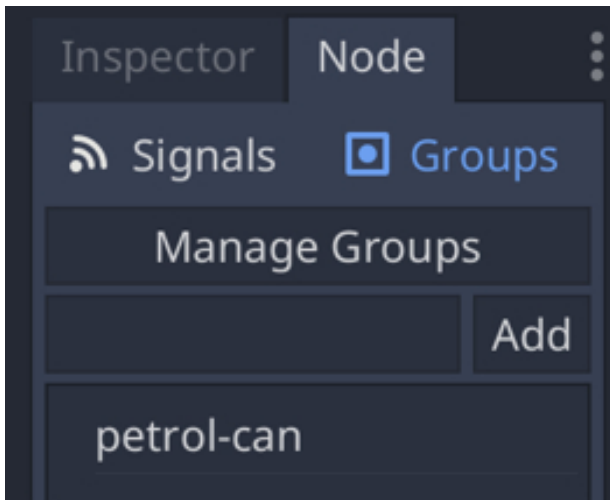 Inspector Node
Signals Groups
Manage Groups
Add
petrol-can